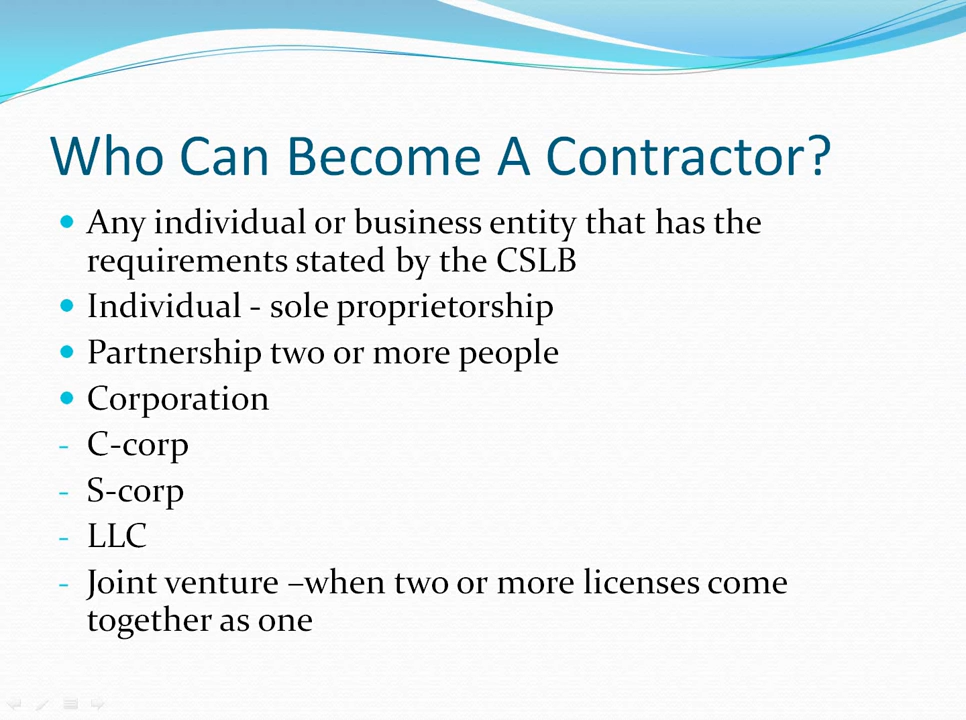 Who Can Become A Contractor?
• Any individual or business entity that has the
requirements stated by the CSLB
• Individual - sole proprietorship
• Partnership two or more people
• Corporation
- C-corp
- S-corp
- LLC
- Joint venture –when two or more licenses come
together as one